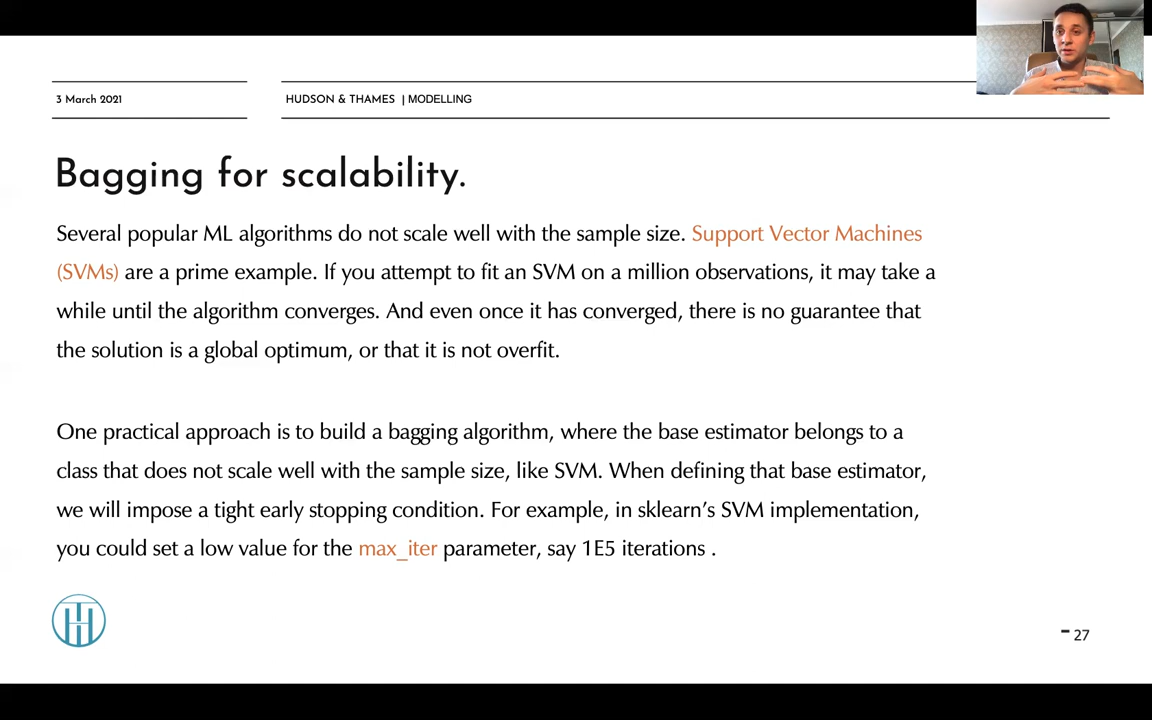 3 March 2021
HUDSON & THAMES | MODELLING
Bagging for scalability.
Several popular ML algorithms do not scale well with the sample size. Support Vector Machines
(SVMs) are a prime example. If you attempt to fit an SVM on a million observations, it may take a
while until the algorithm converges. And even once it has converged, there is no guarantee that
the solution is a global optimum, or that it is not overfit.
One practical approach is to build a bagging algorithm, where the base estimator belongs to a
class that does not scale well with the sample size, like SVM. When defining that base estimator,
we will impose a tight early stopping condition. For example, in sklearn’s SVM implementation,
you could set a low value for the max_iter parameter, say 1E5 iterations .
27